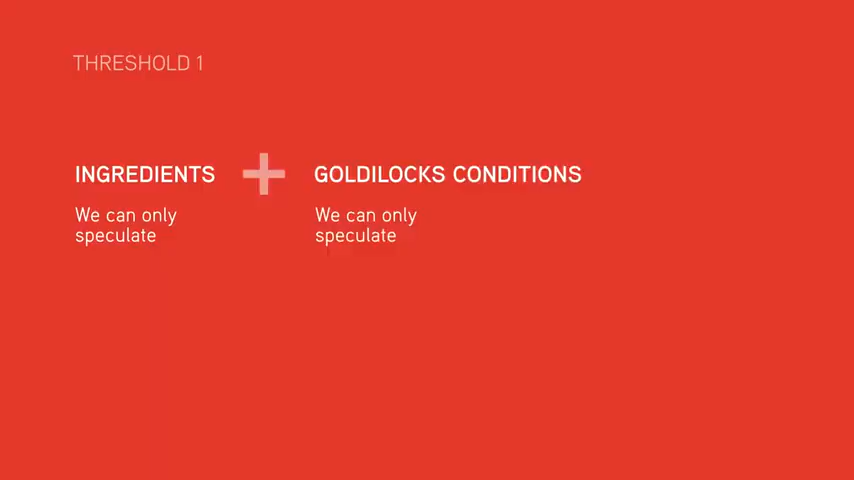 THRESHOLD 1
INGREDIENTS + GOLDILOCKS CONDITIONS
We can only
speculate
We can only
speculate